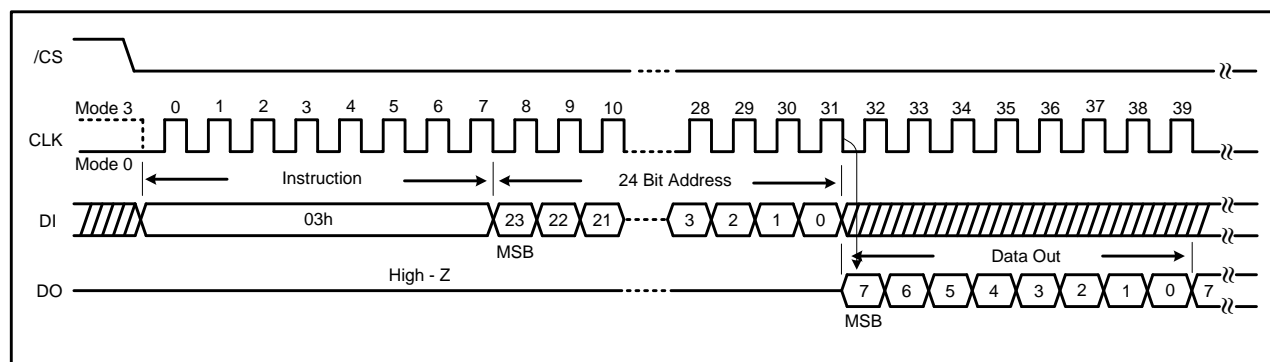 /CS
Mode 3 0 1 2 3 4 5 6 7 8 9 10 28 29 30 31 32 33 34 35 36 37 38 39
CLK
Mode 0
Instruction 24 Bit Address
DI 03h 23 22 21 3 2 1 0
MSB
High - Z Data Out
DO 7 6 5 4 3 2 1 0 7
MSB